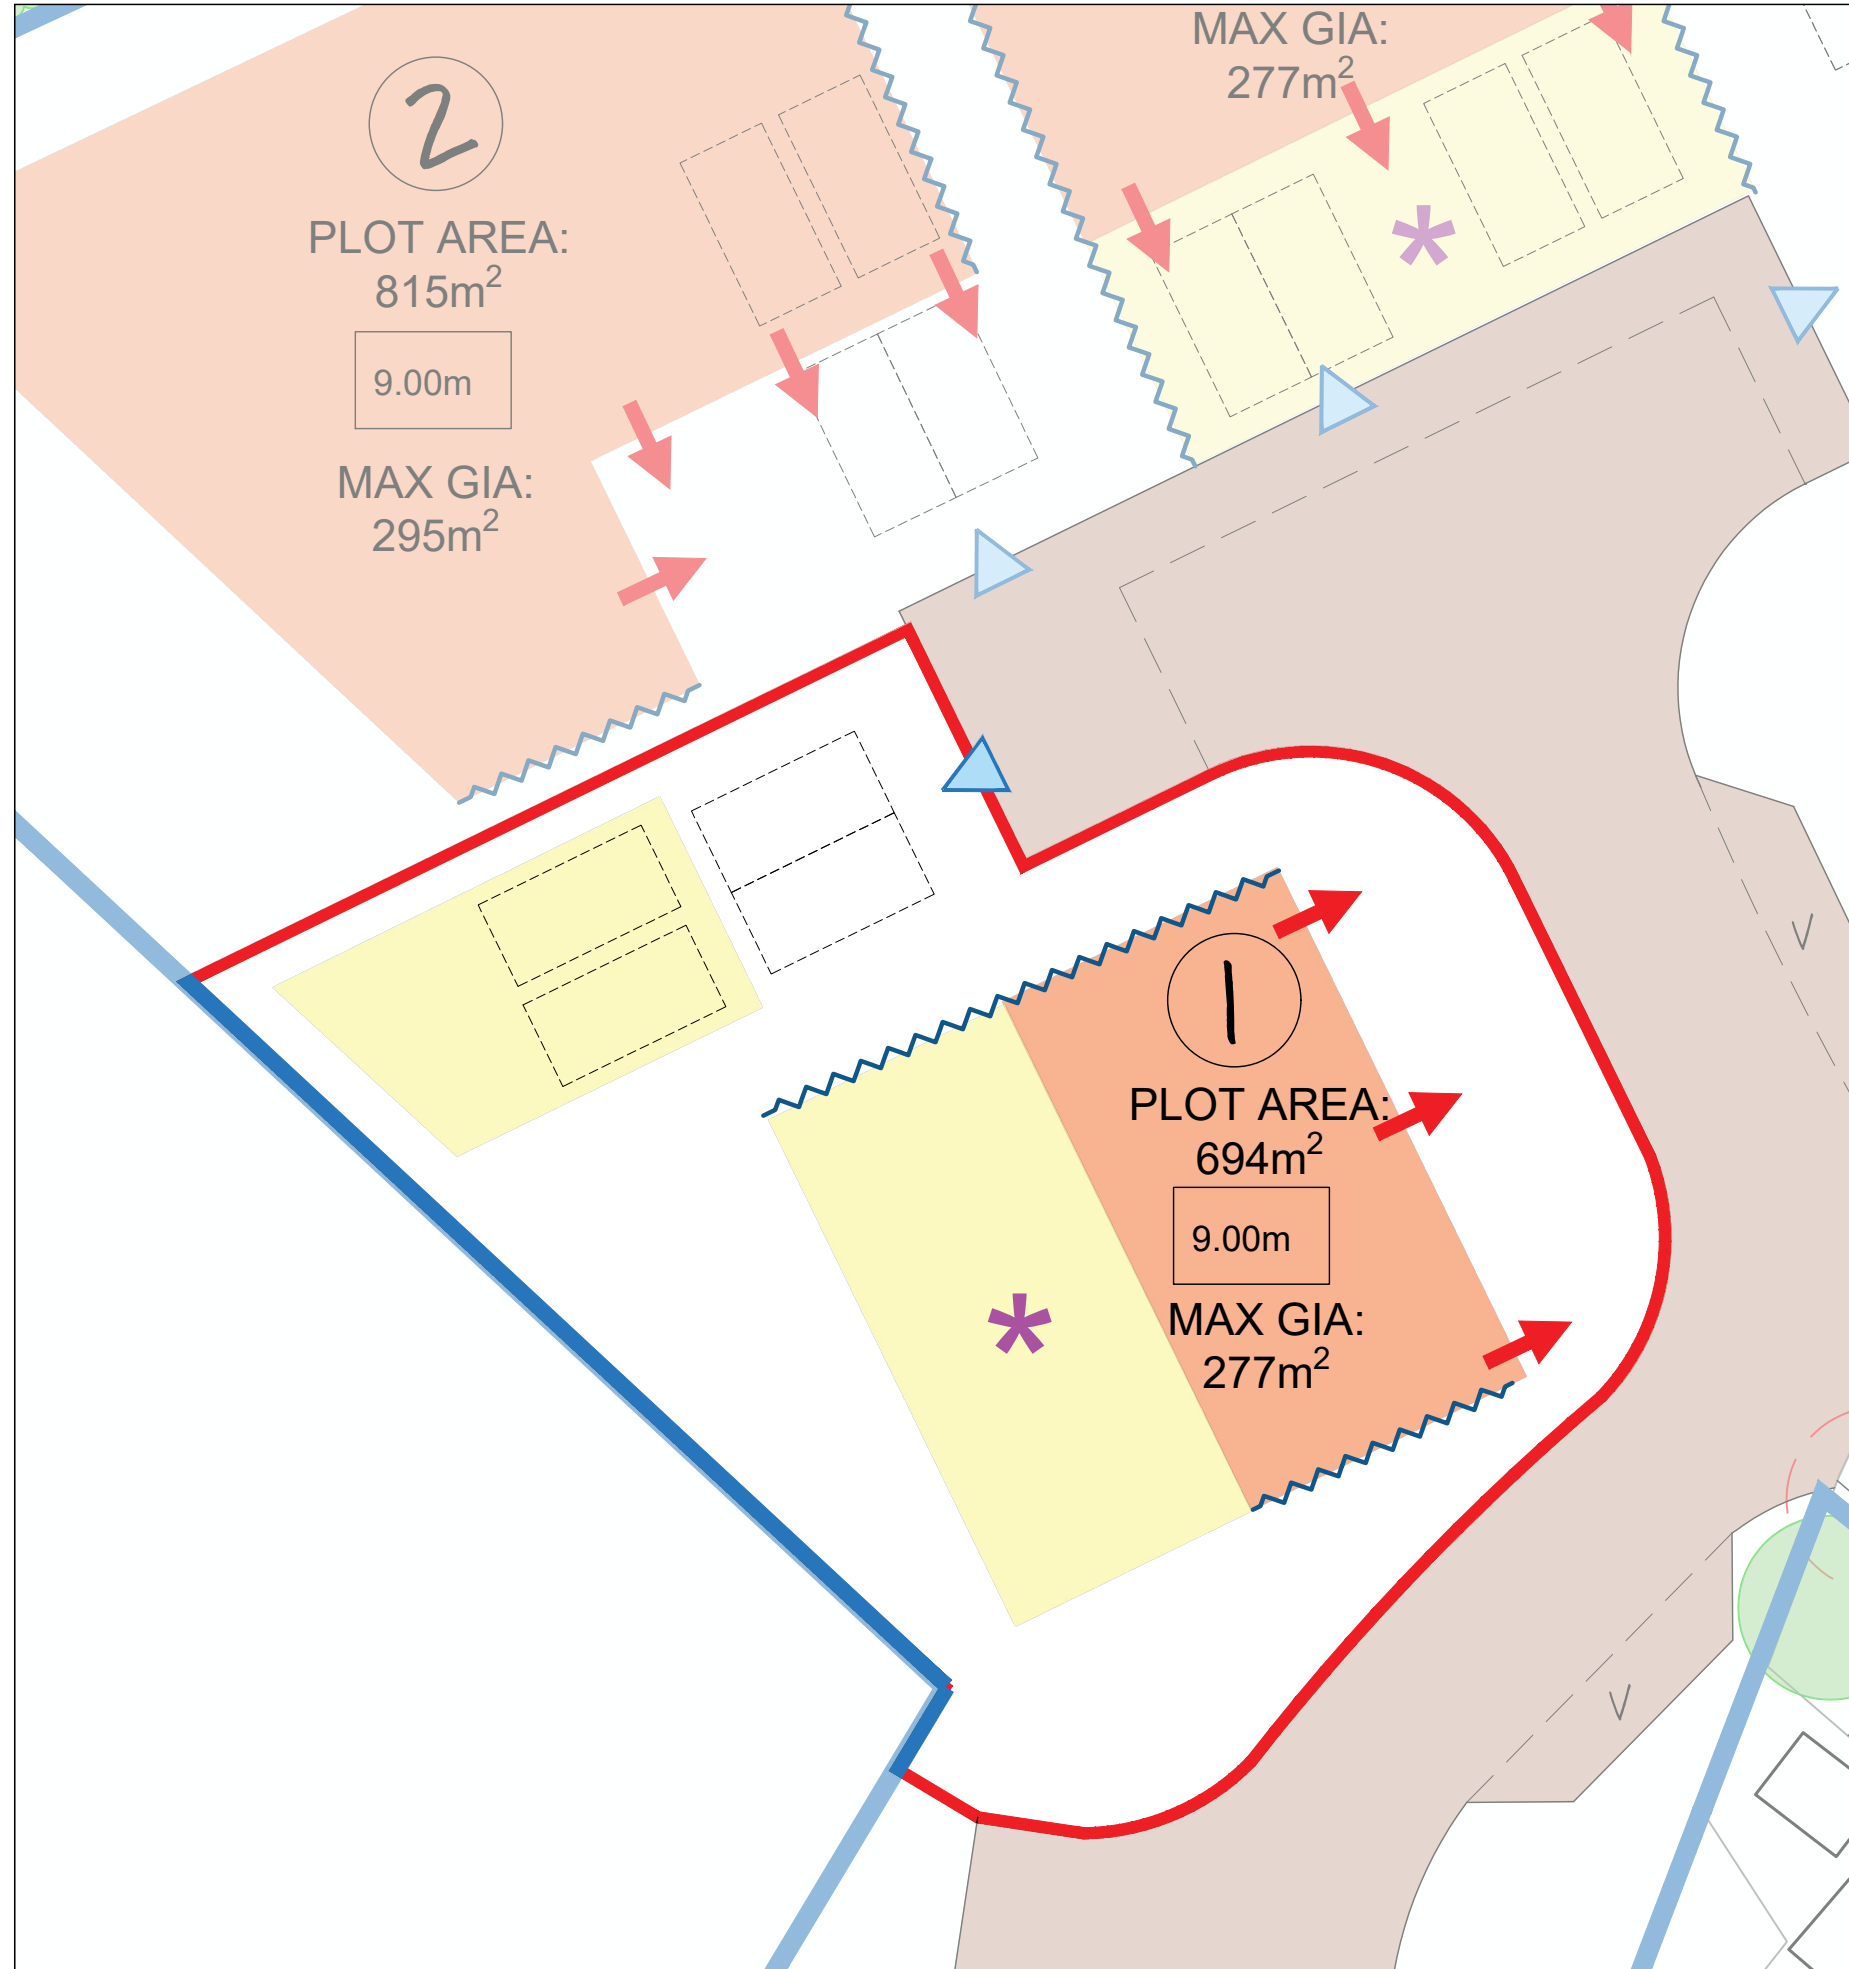 MAX GIA:
277m²
2
PLOT AREA:
815m²
9.00m
MAX GIA:
295m²
1
PLOT AREA:
694m²
9.00m
MAX GIA:
277m²
V
V